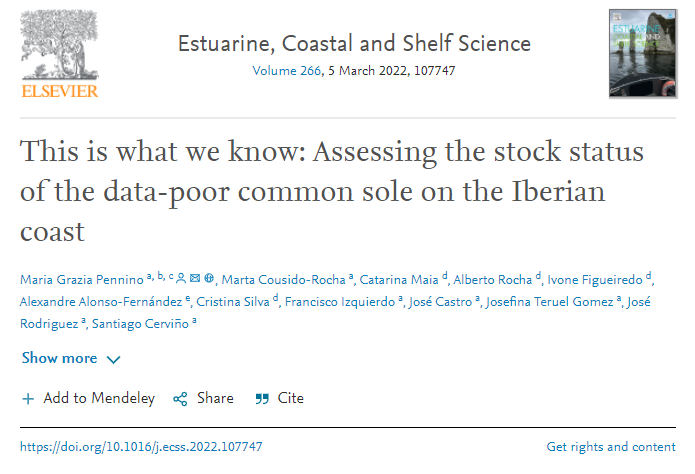 ELSEVIER
Estuarine, Coastal and Shelf Science
Volume 266, 5 March 2022, 107747
This is what we know: Assessing the stock status
of the data-poor common sole on the Iberian
coast
Maria Grazia Pennino a, b, c, Marta Cousido-Rocha a, Catarina Maia d, Alberto Rocha d, Ivone Figueiredo d,
Alexandre Alonso-Fernández e, Cristina Silva d, Francisco Izquierdo a, José Castro a, Josefina Teruel Gomez a, José
Rodriguez a, Santiago Cerviño a
Show more
Add to Mendeley Share Cite
https://doi.org/10.1016/j.ecss.2022.107747 Get rights and content